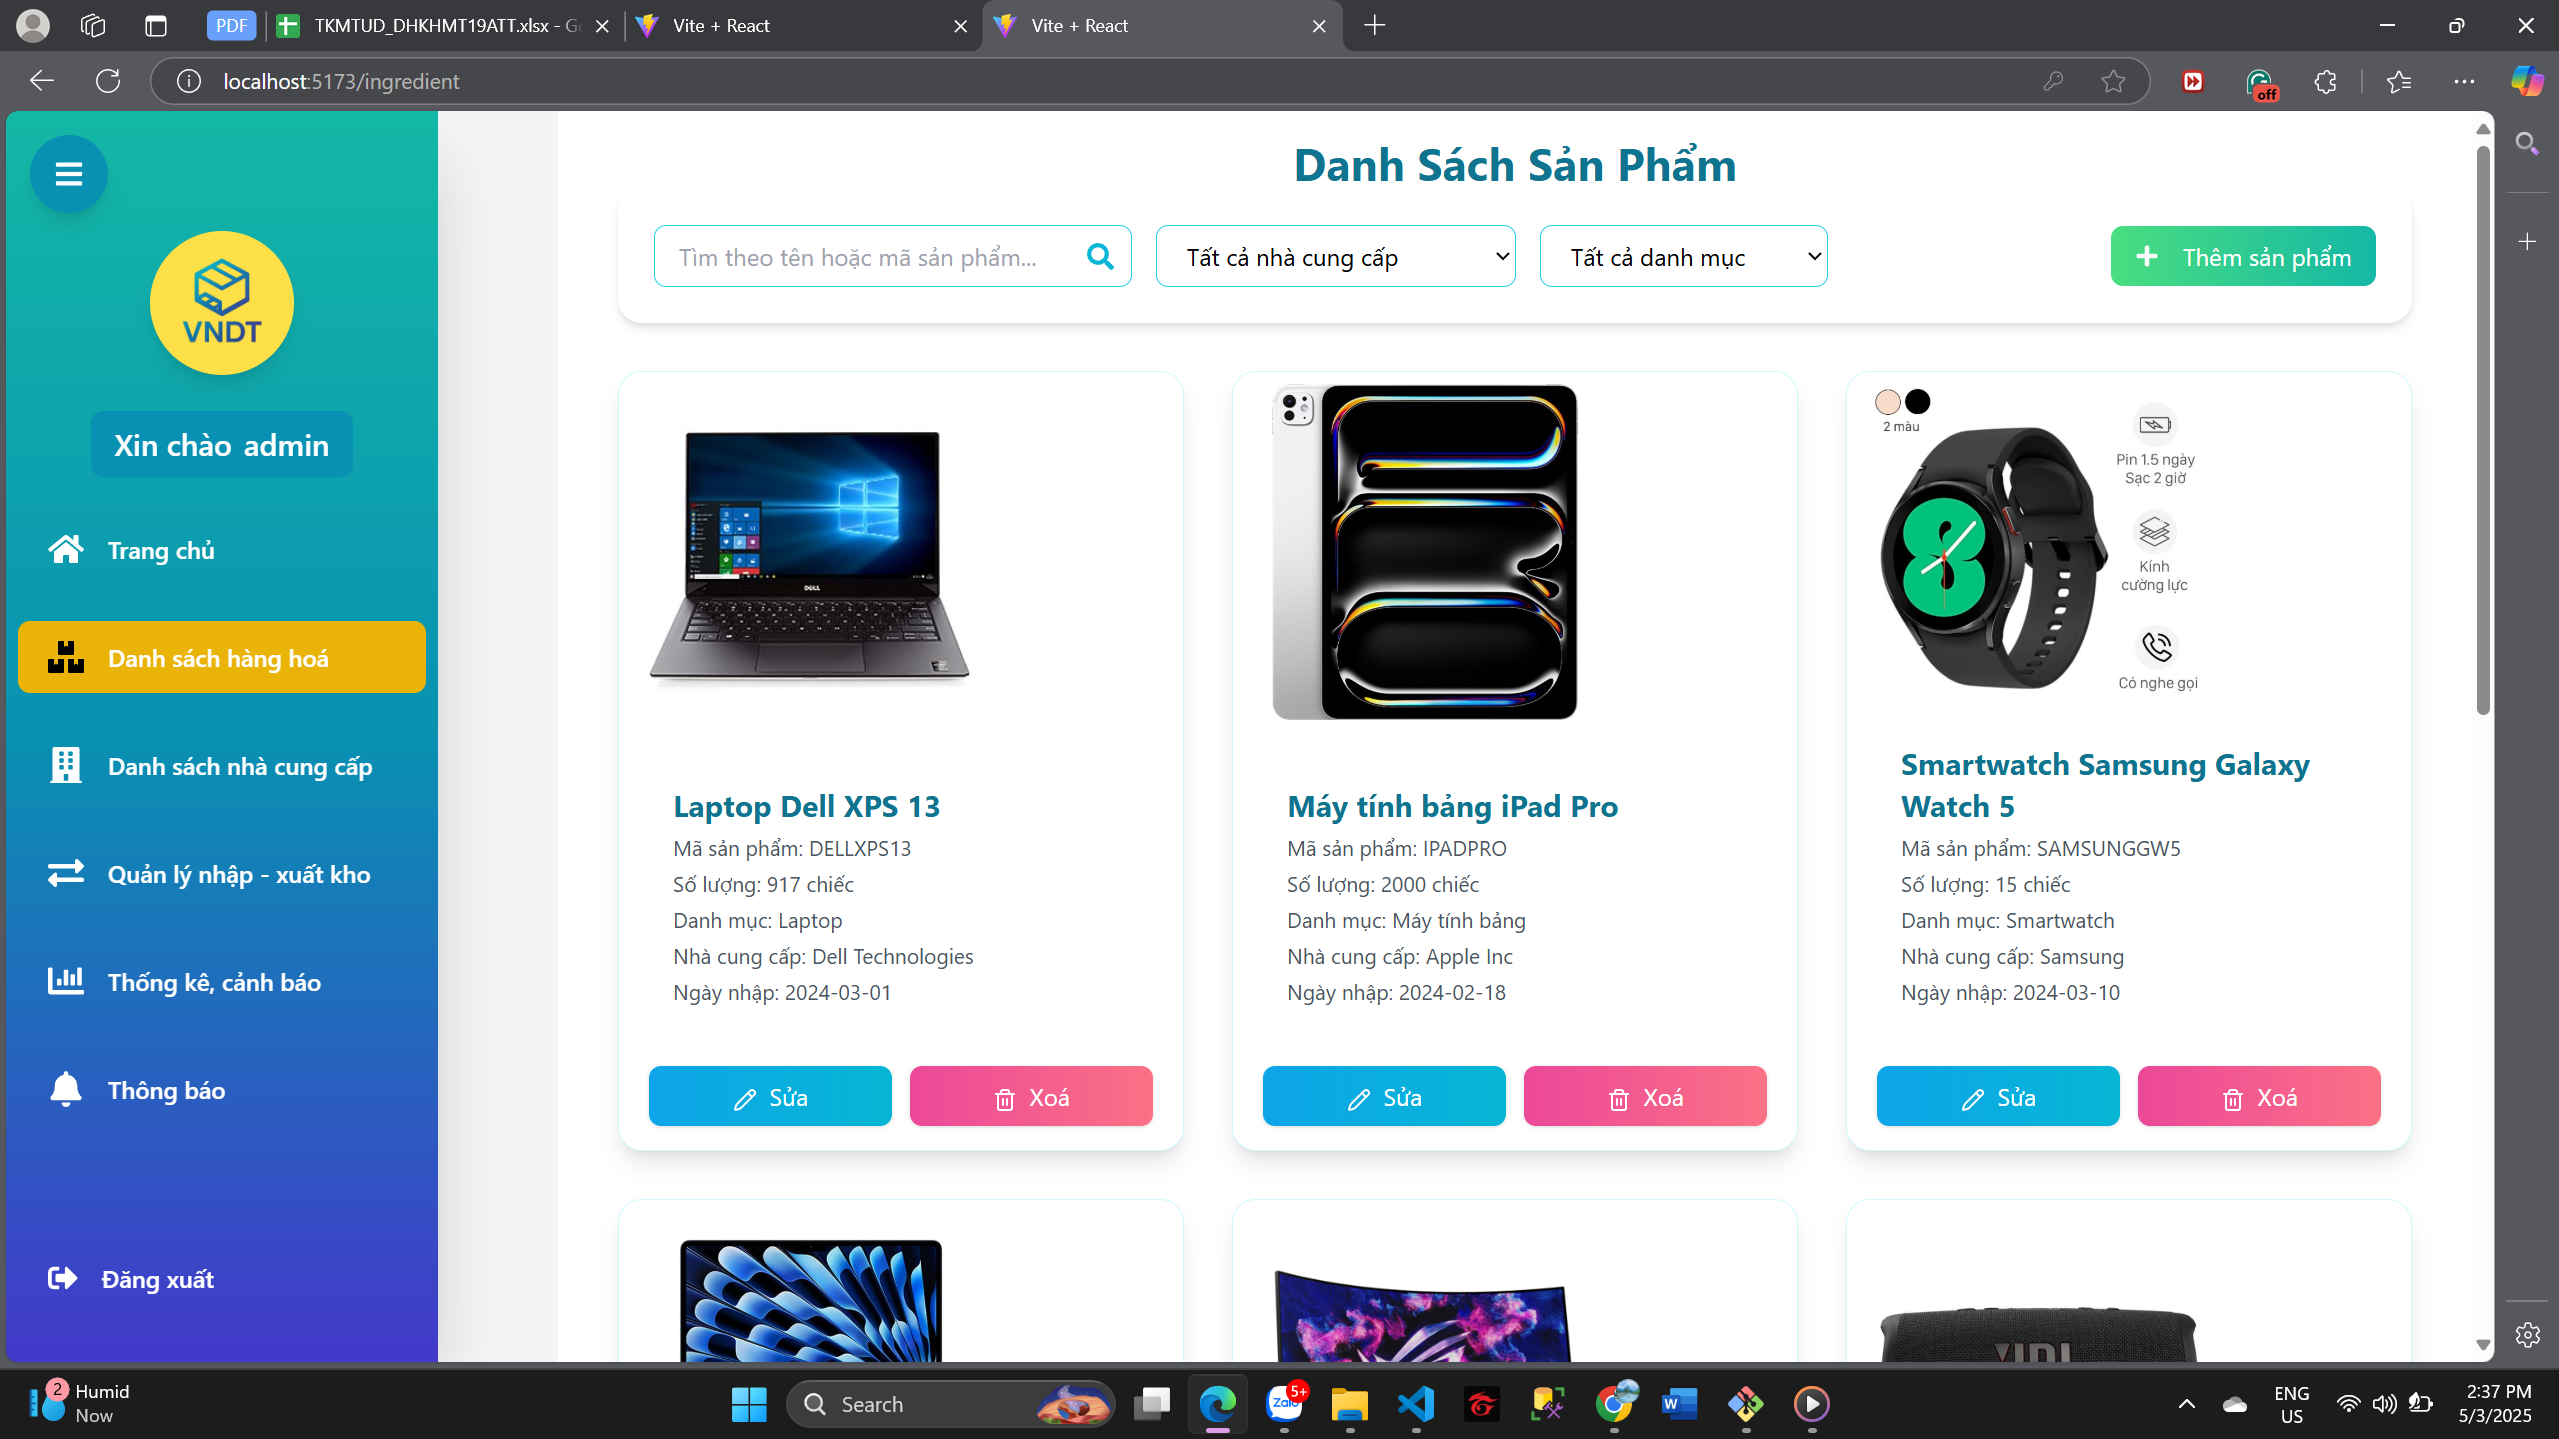 PDF
TKMTUD_DHKHMT19ATT.xlsx - G
Vite + React
Vite + React
localhost:5173/ingredient
off
VNDT
Xin chào admin
Trang chủ
Danh sách hàng hoá
Danh sách nhà cung cấp
Quản lý nhập - xuất kho
Thống kê, cảnh báo
Thông báo
Đăng xuất
Danh Sách Sản Phẩm
Tìm theo tên hoặc mã sản phẩm...
Tất cả nhà cung cấp
Tất cả danh mục
Thêm sản phẩm
DELL
Laptop Dell XPS 13
Mã sản phẩm: DELLXPS13
Số lượng: 917 chiếc
Danh mục: Laptop
Nhà cung cấp: Dell Technologies
Ngày nhập: 2024-03-01
Sửa
Xoá
Máy tính bảng iPad Pro
Mã sản phẩm: IPADPRO
Số lượng: 2000 chiếc
Danh mục: Máy tính bảng
Nhà cung cấp: Apple Inc
Ngày nhập: 2024-02-18
Sửa
Xoá
2 màu
Pin 1.5 ngày
Sạc 2 giờ
Kính
cường lực
Có nghe gọi
Smartwatch Samsung Galaxy
Watch 5
Mã sản phẩm: SAMSUNGGW5
Số lượng: 15 chiếc
Danh mục: Smartwatch
Nhà cung cấp: Samsung
Ngày nhập: 2024-03-10
Sửa
Xoá
JBL
2
Humid
Now
Search
Zalo
5+
W
ENG
US
2:37 PM
5/3/2025